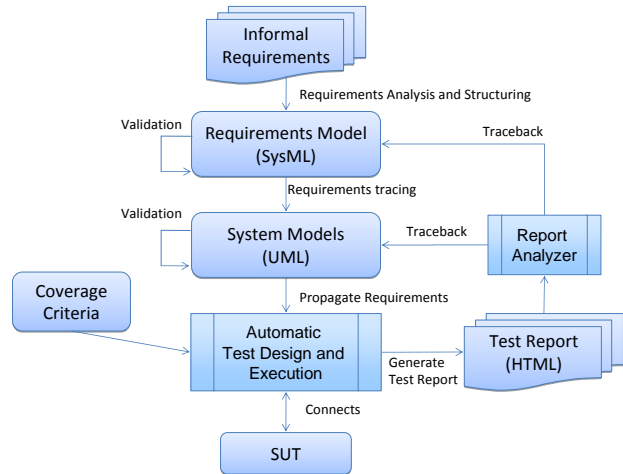 Informal
Requirements
Requirements Analysis and Structuring
Validation
Requirements Model
(SysML)
Traceback
Requirements tracing
Validation
System Models
(UML)
Traceback
Report
Analyzer
Coverage
Criteria
Propagate Requirements
Automatic
Test Design and
Execution
Generate
Test Report
Test Report
(HTML)
Connects
SUT